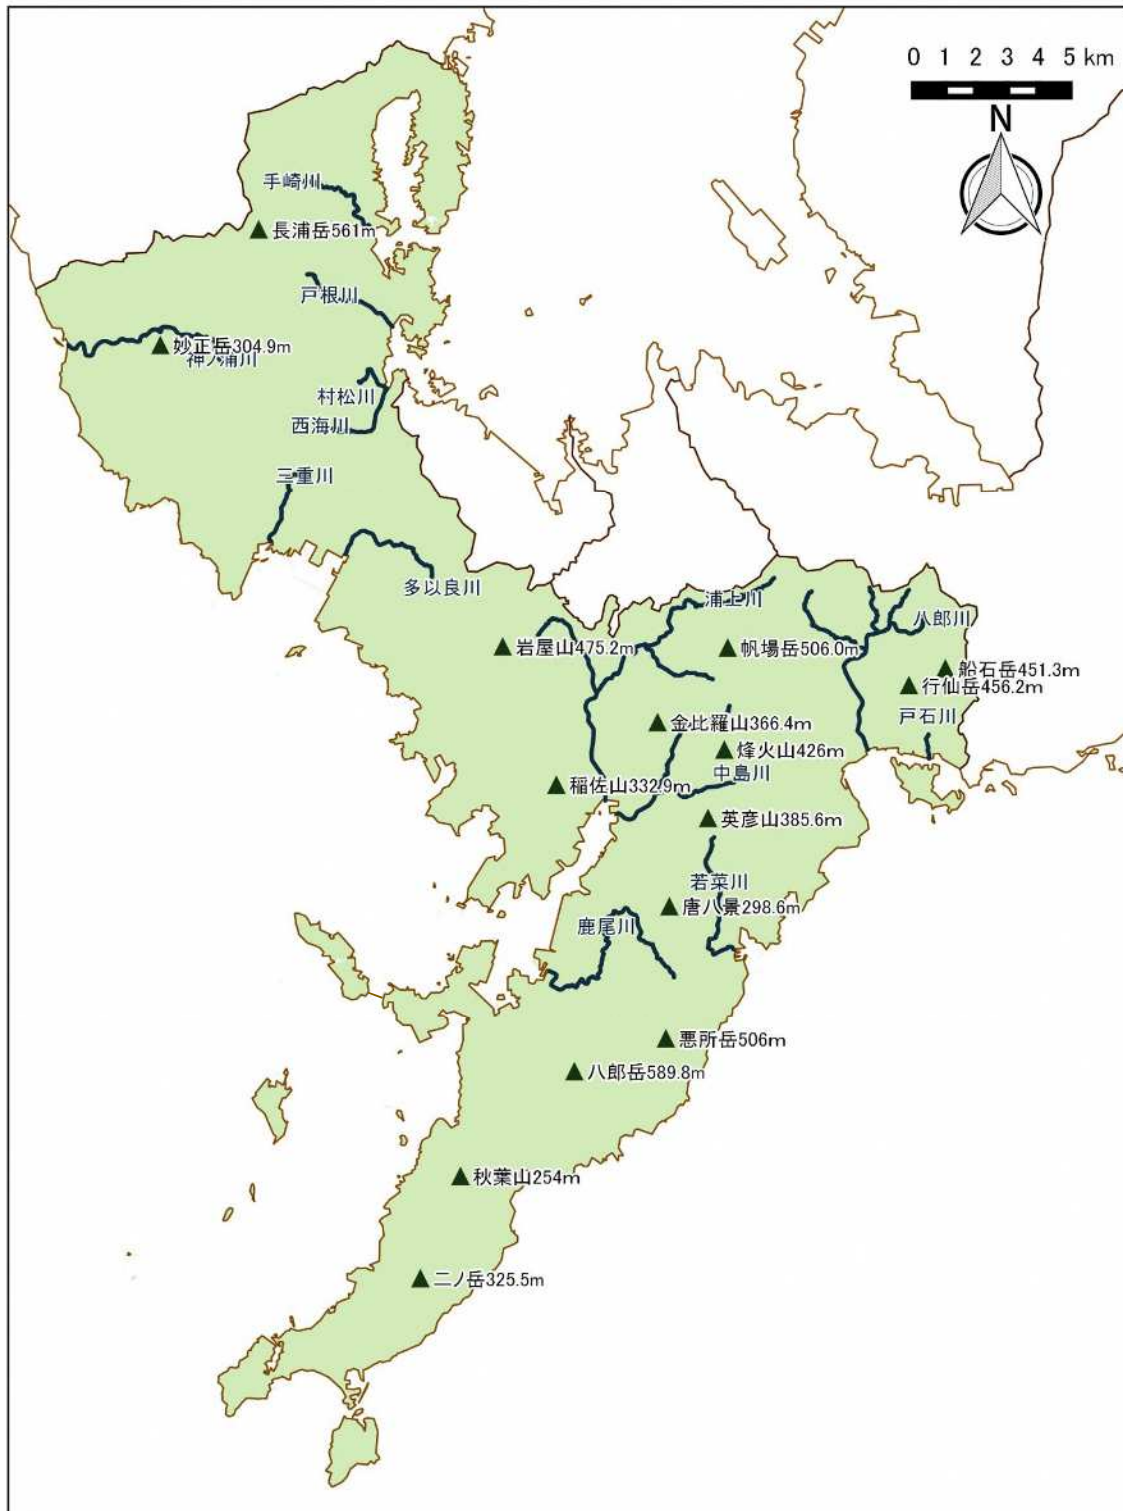 0 1 2 3 4 5 km
N
手崎州
長浦岳561m
戸根川
妙正岳304.9m
神ノ浦川
村松川
西海川
三重川
多以良川
浦上川
八郎川
岩屋山475.2m
帆場岳506.0m
船石岳451.3m
行仙岳456.2m
戸石川
金比羅山366.4m
烽火山426m
中島川
稲佐山332.9m
英彦山385.6m
若菜川
唐八景298.6m
鹿尾川
悪所岳506m
八郎岳589.8m
秋葉山254m
二ノ岳325.5m